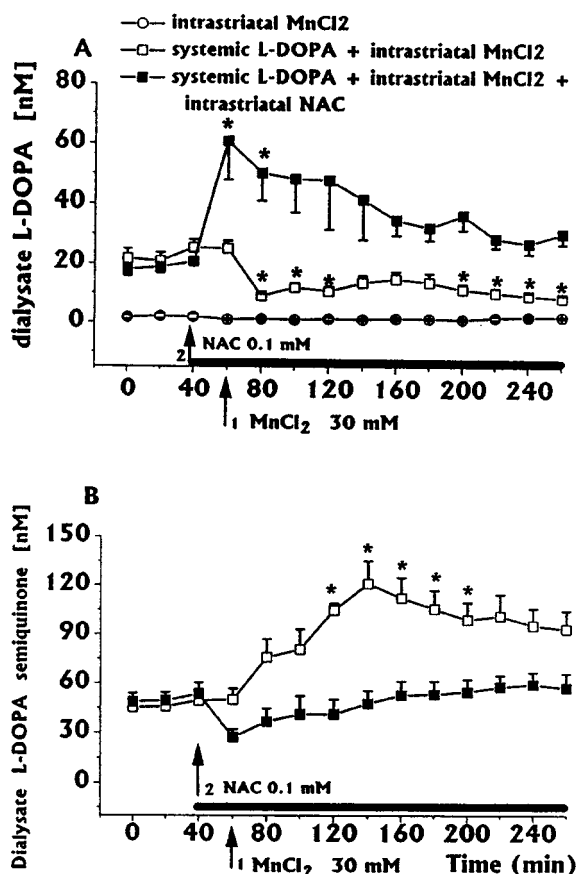 intrastriatal MnCl2
A
systemic L-DOPA + intrastriatal MnCl2
systemic L-DOPA + intrastriatal MnCl2 +
intrastriatal NAC
dialysate L-DOPA [nM]
80
60
40
20
0
* *
* * * * * * *
2 NAC 0.1 mM
0 40 80 120 160 200 240
1 MnCl₂ 30 mM
B
Dialysate L-DOPA semiquinone [nM]
150
120
90
60
30
0
* * * * *
2 NAC 0.1 mM
0 40 80 120 160 200 240
1 MnCl₂ 30 mM Time (min)